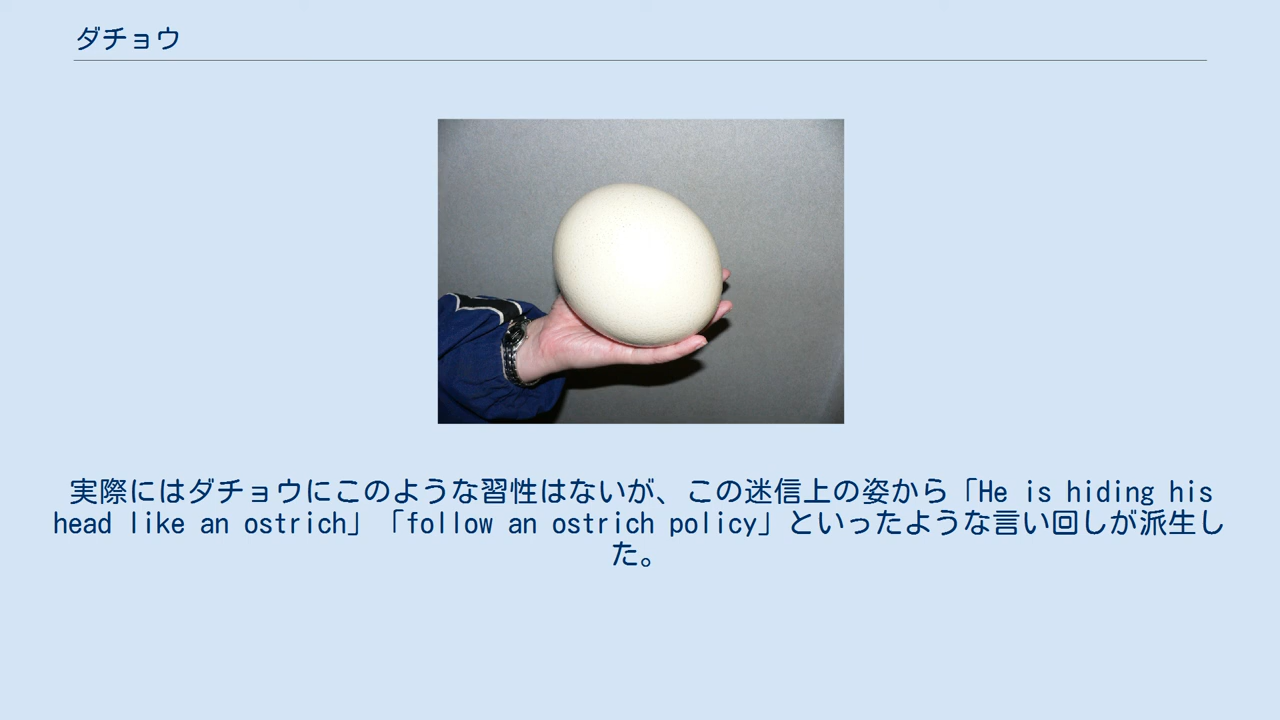 ダチョウ
実際にはダチョウにこのような習性はないが、この迷信上の姿から「He is hiding his
head like an ostrich」「follow an ostrich policy」といったような言い回しが派生し
た。